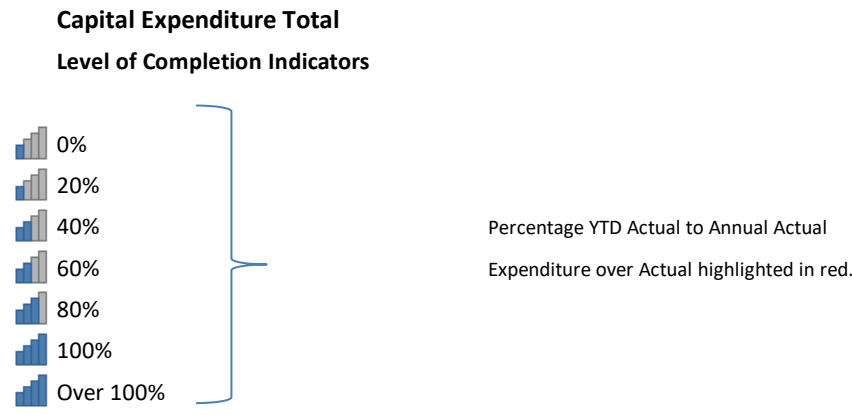 Capital Expenditure Total
Level of Completion Indicators
0%
20%
40%
60%
80%
100%
Over 100%
Percentage YTD Actual to Annual Actual
Expenditure over Actual highlighted in red.